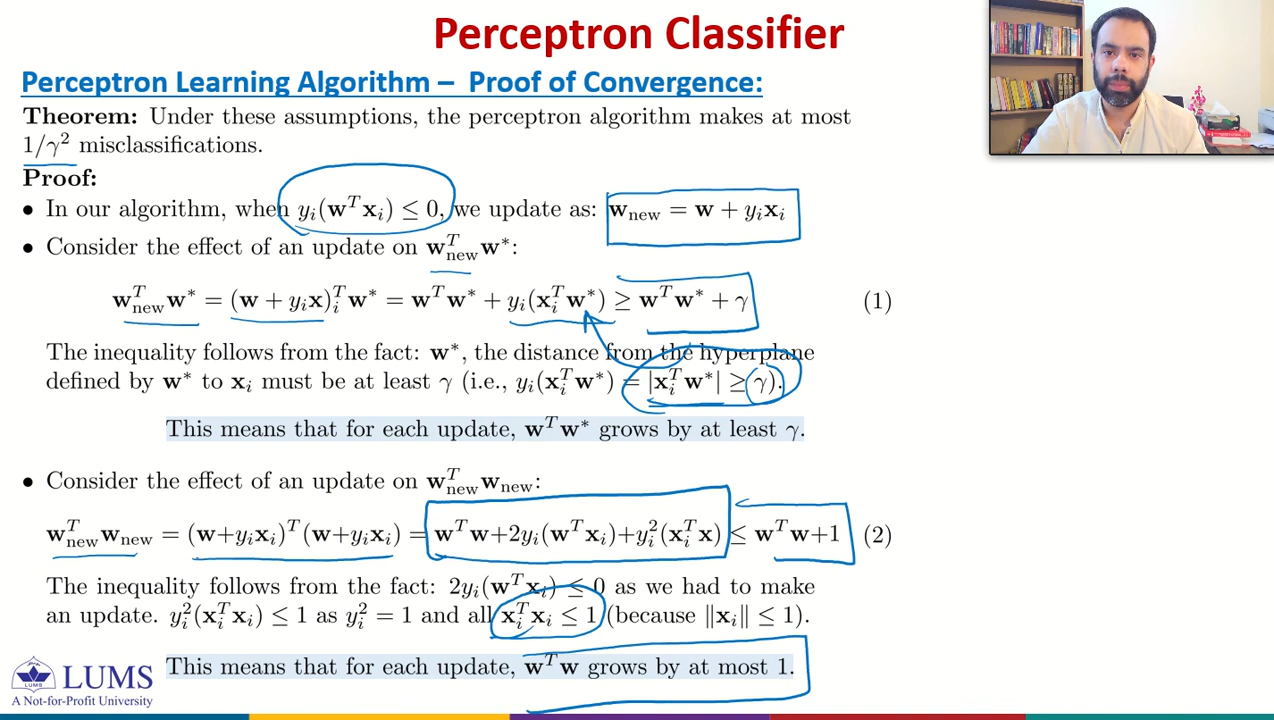 Perceptron Classifier
Perceptron Learning Algorithm – Proof of Convergence:
Theorem: Under these assumptions, the perceptron algorithm makes at most
1/γ² misclassifications.
Proof:
• In our algorithm, when yᵢ(wᵀxᵢ) ≤ 0, we update as: w_new = w + yᵢxᵢ
• Consider the effect of an update on wᵀ_new w*:
wᵀ_new w* = (w + yᵢx)ᵢᵀw* = wᵀw* + yᵢ(xᵢᵀw*) ≥ wᵀw* + γ (1)
The inequality follows from the fact: w*, the distance from the hyperplane
defined by w* to xᵢ must be at least γ (i.e., yᵢ(xᵢᵀw*) = |xᵢᵀw*| ≥ γ).
This means that for each update, wᵀw* grows by at least γ.
• Consider the effect of an update on wᵀ_new w_new:
wᵀ_new w_new = (w+yᵢxᵢ)ᵀ(w+yᵢxᵢ) = wᵀw+2yᵢ(wᵀxᵢ)+yᵢ²(xᵢᵀx) ≤ wᵀw+1 (2)
The inequality follows from the fact: 2yᵢ(wᵀxᵢ) ≤ 0 as we had to make
an update. yᵢ²(xᵢᵀxᵢ) ≤ 1 as yᵢ² = 1 and all xᵢᵀxᵢ ≤ 1 (because ‖xᵢ‖ ≤ 1).
This means that for each update, wᵀw grows by at most 1.
LUMS
LUMS
A Not-for-Profit University